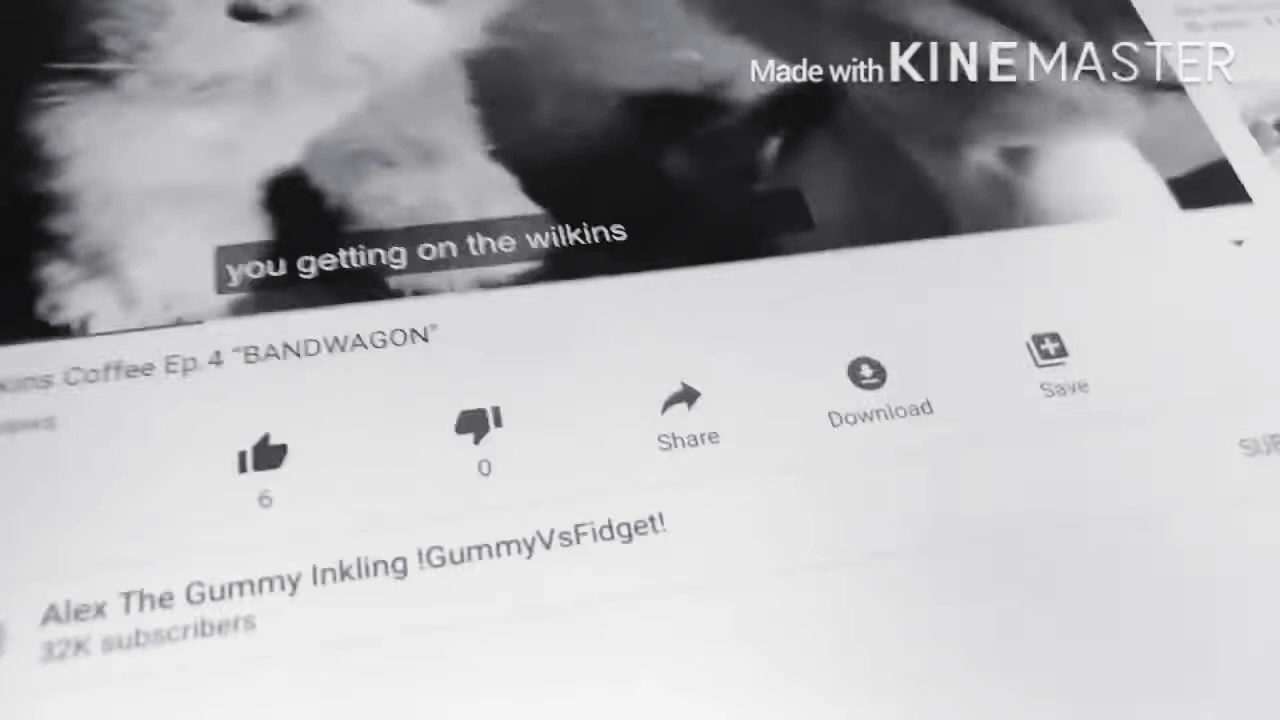 Made with KINEMASTER
you getting on the wilkins
Coffee Ep.4 "BANDWAGON"
6
0
Share
Download
Save
Alex The Gummy Inkling !GummyVsFidget!
32K subscribers